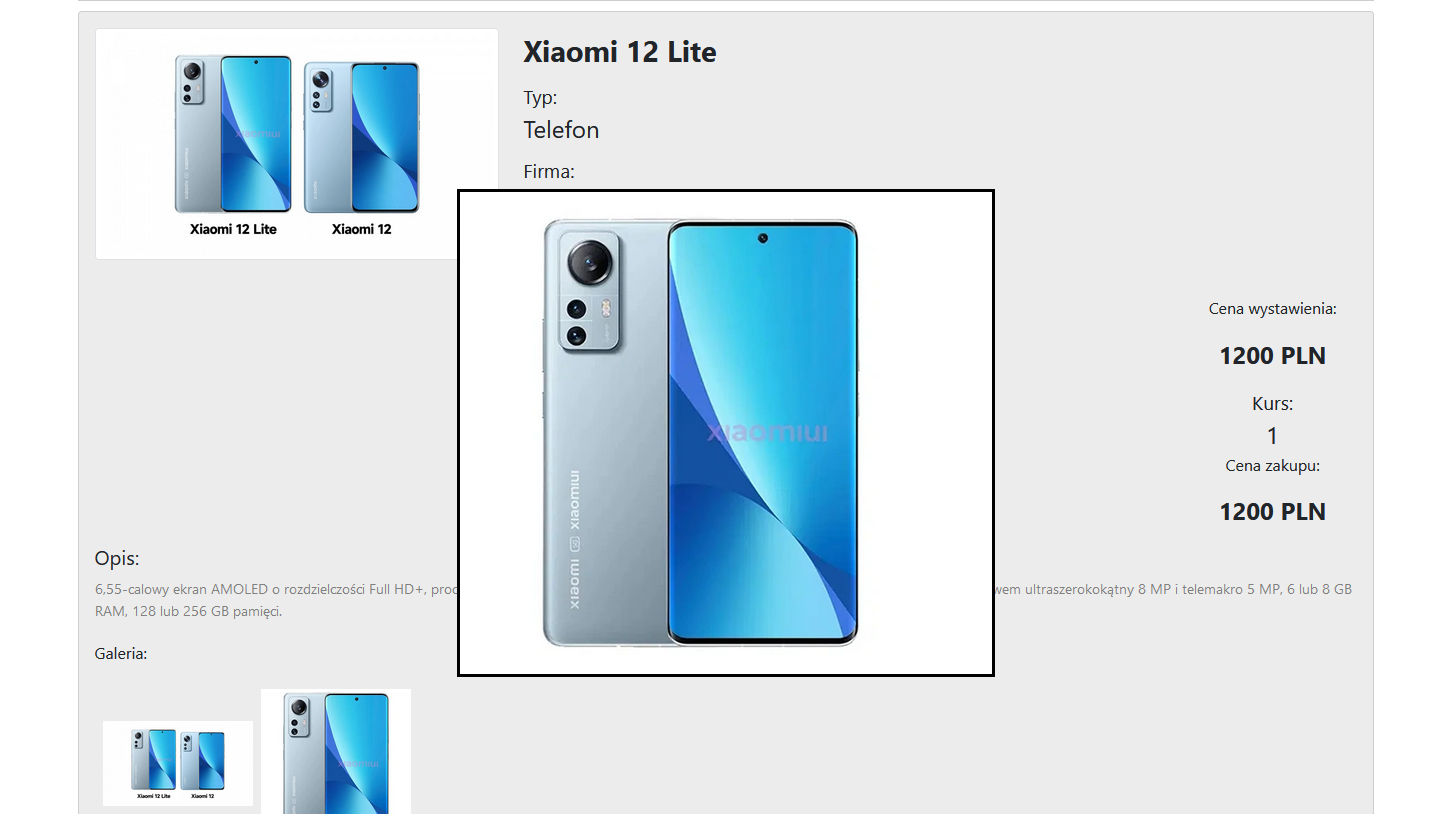 Xiaomi 12 Lite
Typ:
Telefon
Firma:
xiaomiui
Xiaomi 12 Lite
Xiaomi 12
xiaomiui
xiaomi 5G xiaomiui
Cena wystawienia:
1200 PLN
Kurs:
1
Cena zakupu:
1200 PLN
Opis:
6,55-calowy ekran AMOLED o rozdzielczości Full HD+, proc
wem ultraszerokokątny 8 MP i telemakro 5 MP, 6 lub 8 GB
RAM, 128 lub 256 GB pamięci.
Galeria:
Xiaomi 12 Lite
Xiaomi 12
xiaomiui